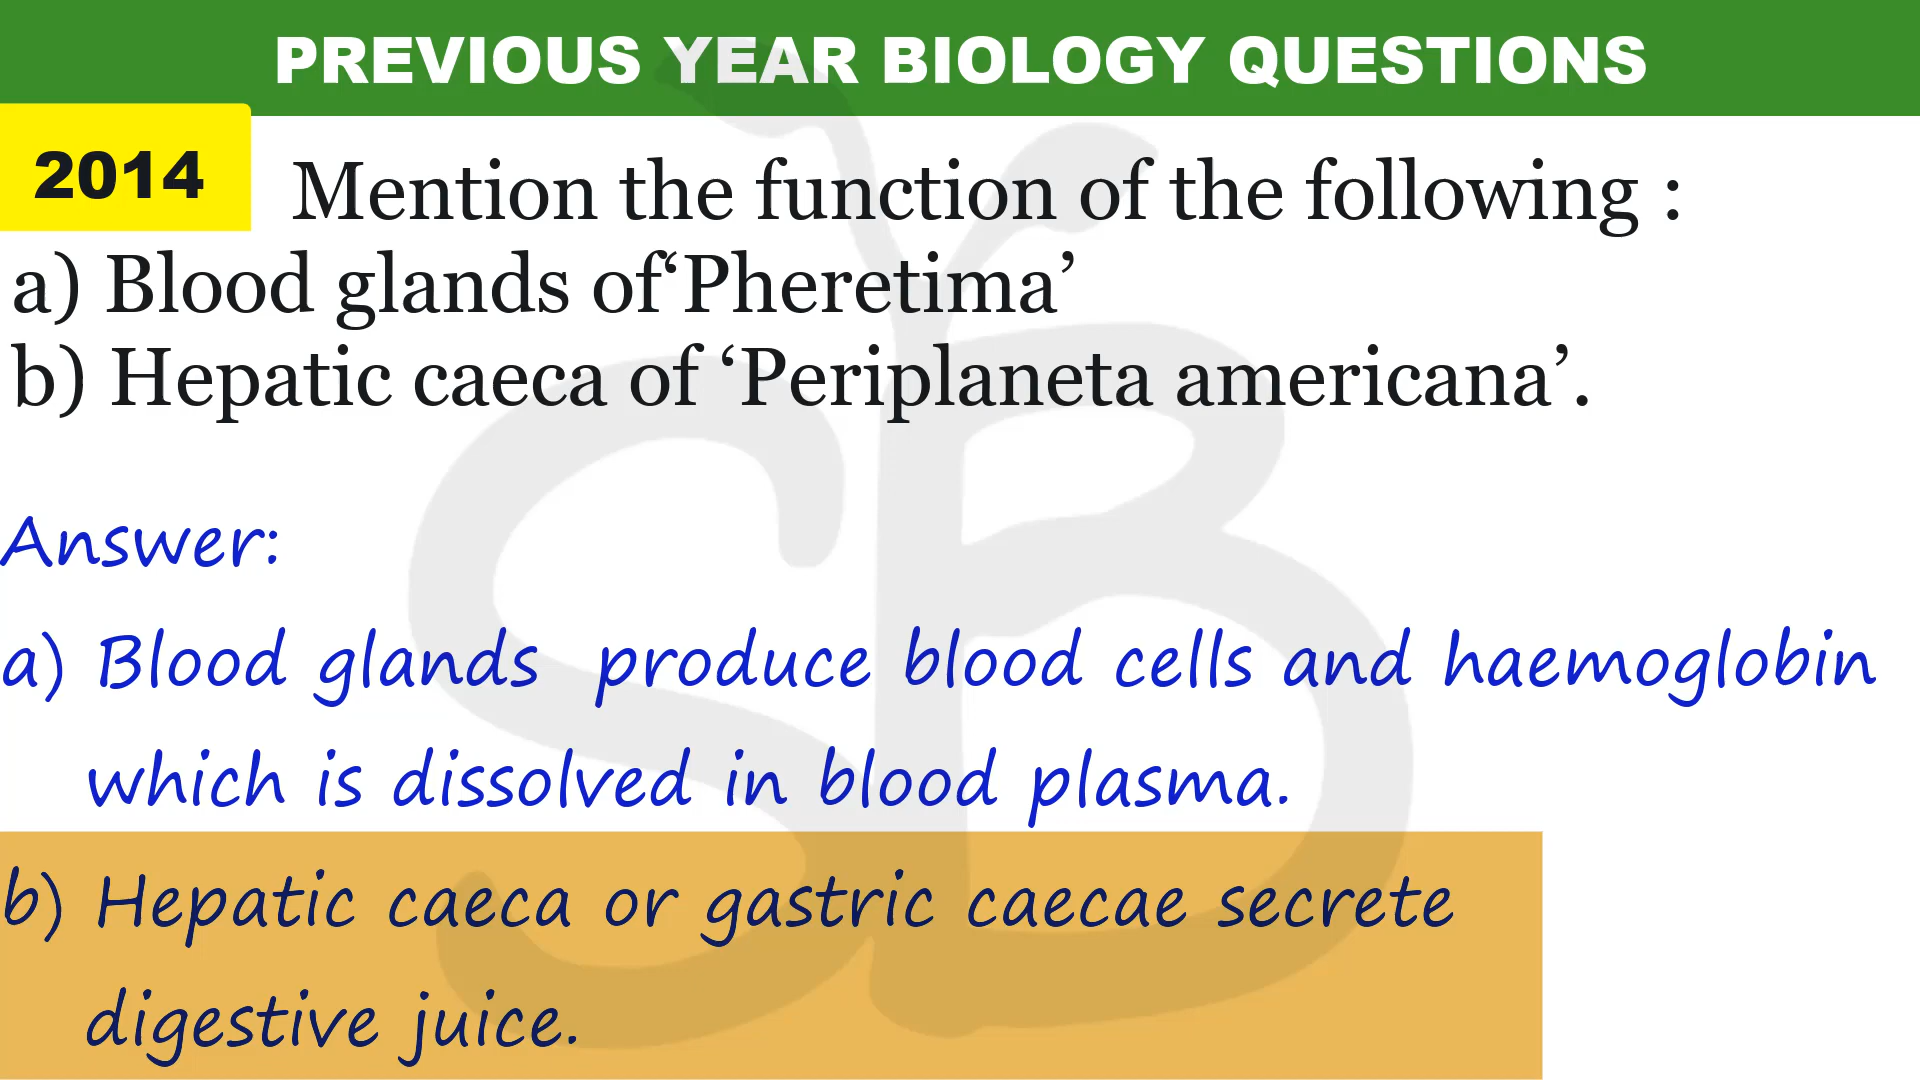 PREVIOUS YEAR BIOLOGY QUESTIONS
2014 Mention the function of the following :
a) Blood glands of‘Pheretima’
b) Hepatic caeca of ‘Periplaneta americana’.
Answer:
a) Blood glands produce blood cells and haemoglobin
which is dissolved in blood plasma.
b) Hepatic caeca or gastric caecae secrete
digestive juice.
SB